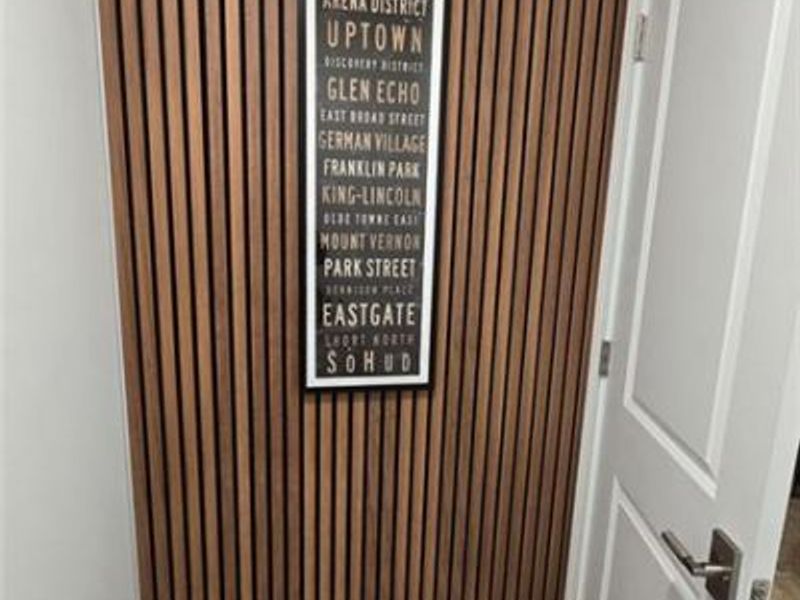 ARENA DISTRICT
UPTOWN
DISCOVERY DISTRICT
GLEN ECHO
EAST BROAD STREET
GERMAN VILLAGE
FRANKLIN PARK
KING-LINCOLN
OLDE TOWNE EAST
MOUNT VERNON
PARK STREET
DENNISON PLACE
EASTGATE
SHORT NORTH
SoHuD